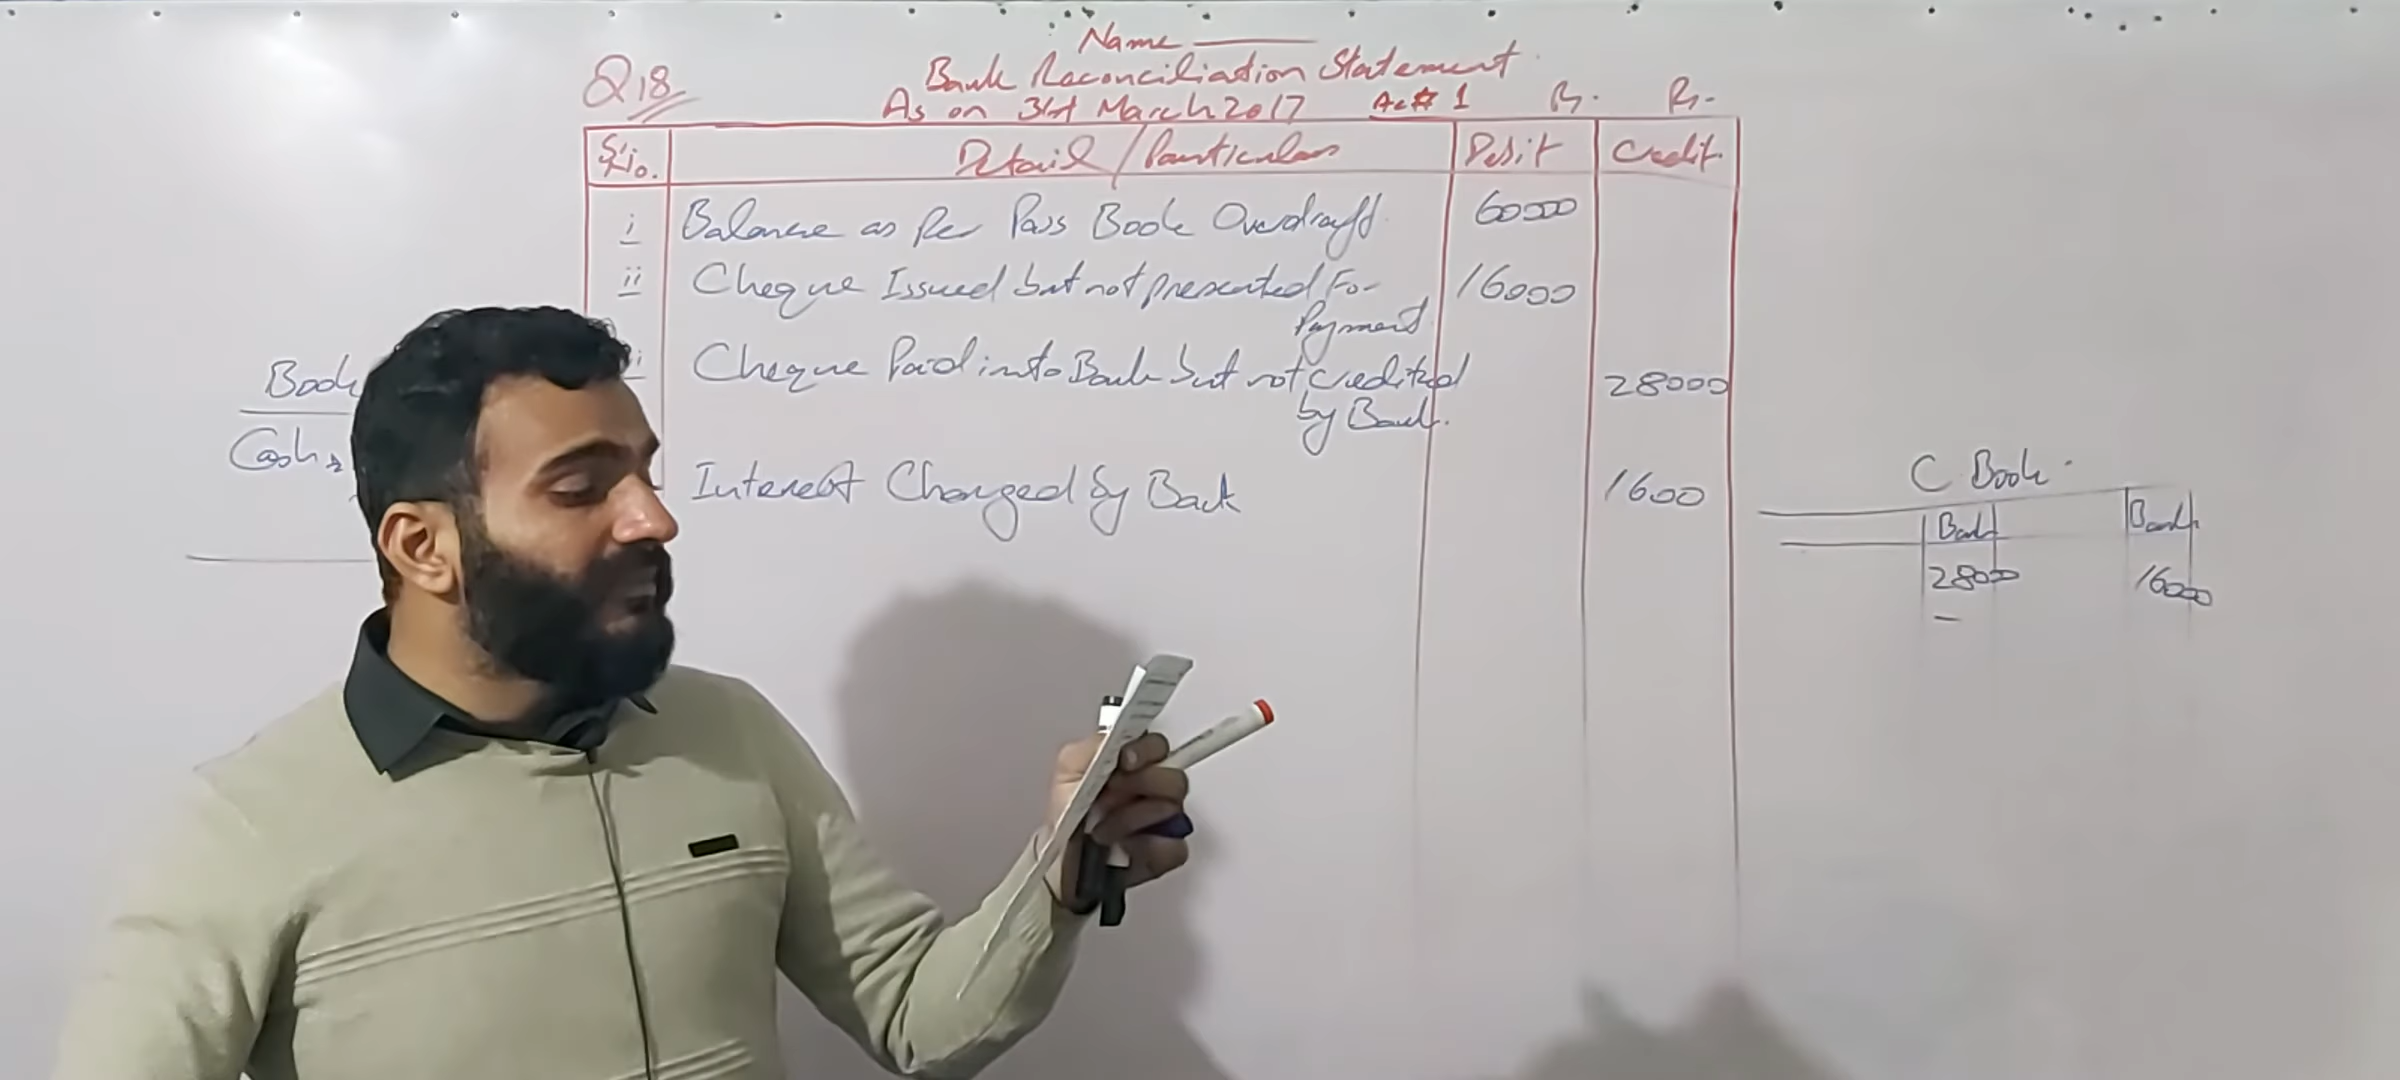 Name
Q18
Bank Reconciliation Statement
As on 31st March 2017 Ac# 1 Rs. Rs.
S.No. Detail / Particulars Debit Credit
i Balance as Per Pass Book Overdraft 60000
ii Cheque Issued but not presented For 16000
Payment
Cheque Paid into Bank but not Credited 28000
by Bank.
Interest Charged by Bank 1600
Book
Cash
C Book
Bank Bank
28000 16000